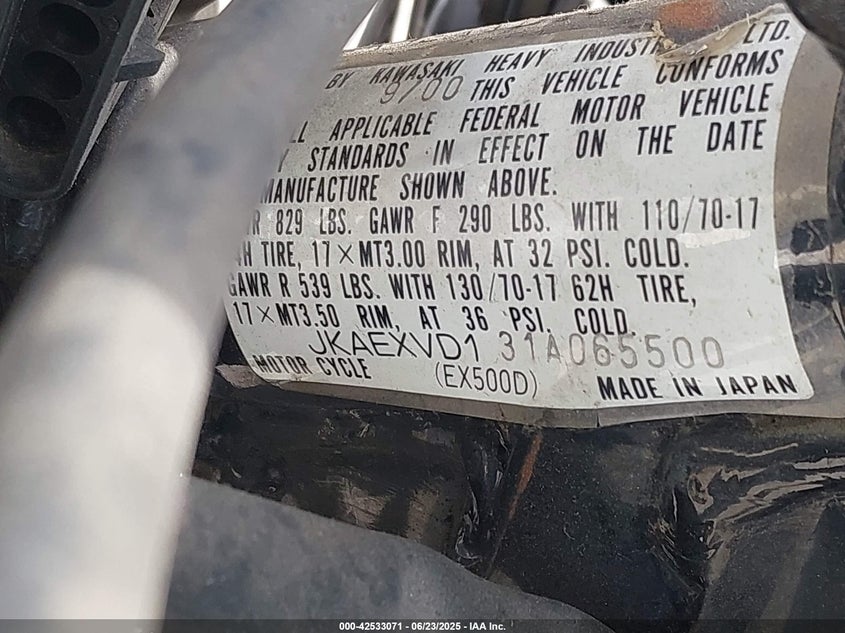 BY KAWASAKI HEAVY LTD.
9/00 THIS VEHICLE CONFORMS
APPLICABLE FEDERAL MOTOR VEHICLE
STANDARDS IN EFFECT ON THE DATE
MANUFACTURE SHOWN ABOVE.
829 LBS. GAWR F 290 LBS. WITH 110/70-17
TIRE, 17 × MT3.00 RIM, AT 32 PSI. COLD.
GAWR R 539 LBS. WITH 130/70-17 62H TIRE,
17 × MT3.50 RIM, AT 36 PSI. COLD.
JKAEXVD131A065500
MOTOR CYCLE (EX500D) MADE IN JAPAN
000-42533071 - 06/23/2025 - IAA Inc.